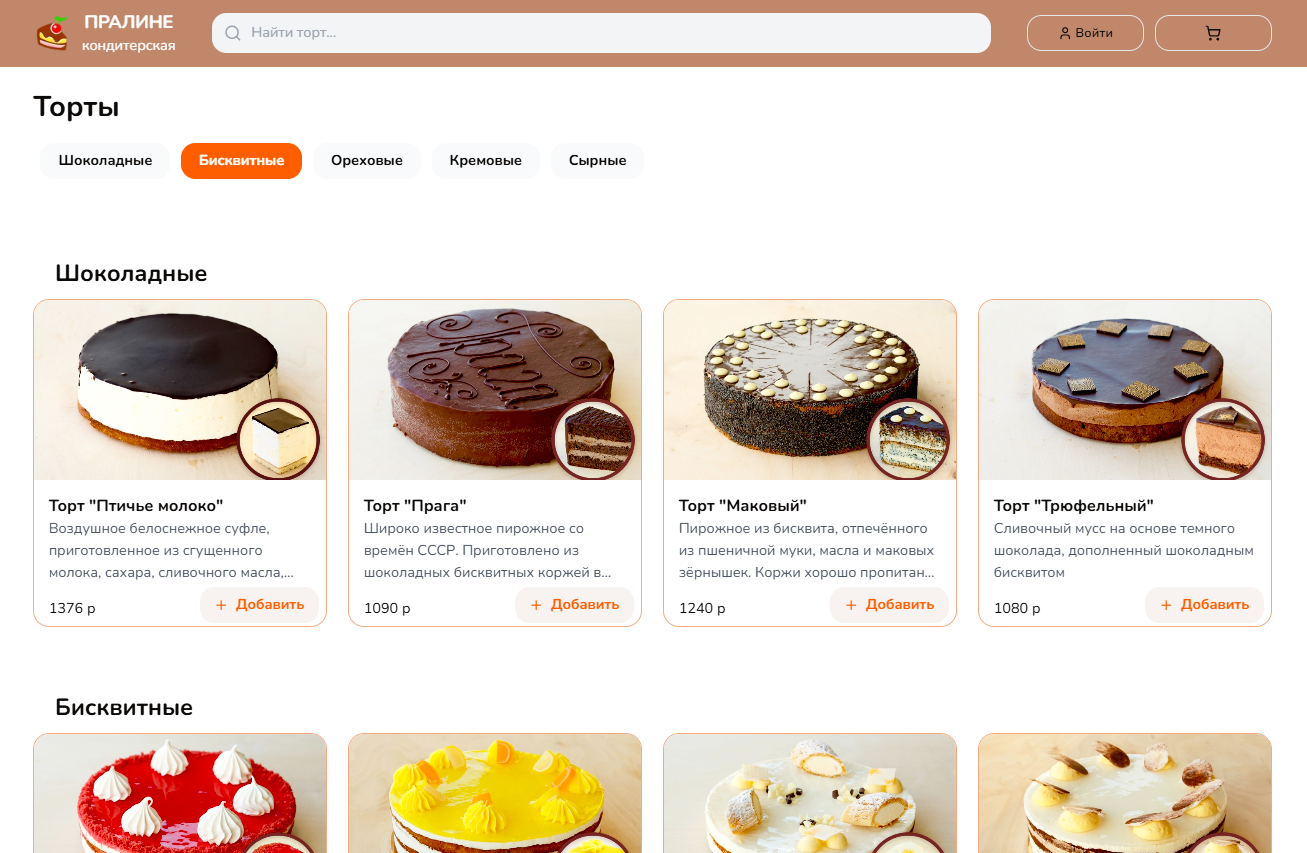 ПРАЛИНЕ
кондитерская
Найти торт...
Войти
Торты
Шоколадные
Бисквитные
Ореховые
Кремовые
Сырные
Шоколадные
Прага
Торт "Птичье молоко"
Воздушное белоснежное суфле,
приготовленное из сгущенного
молока, сахара, сливочного масла,...
1376 р
+ Добавить
Торт "Прага"
Широко известное пирожное со
времён СССР. Приготовлено из
шоколадных бисквитных коржей в...
1090 р
+ Добавить
Торт "Маковый"
Пирожное из бисквита, отпечённого
из пшеничной муки, масла и маковых
зёрнышек. Коржи хорошо пропитан...
1240 р
+ Добавить
Торт "Трюфельный"
Сливочный мусс на основе темного
шоколада, дополненный шоколадным
бисквитом
1080 р
+ Добавить
Бисквитные